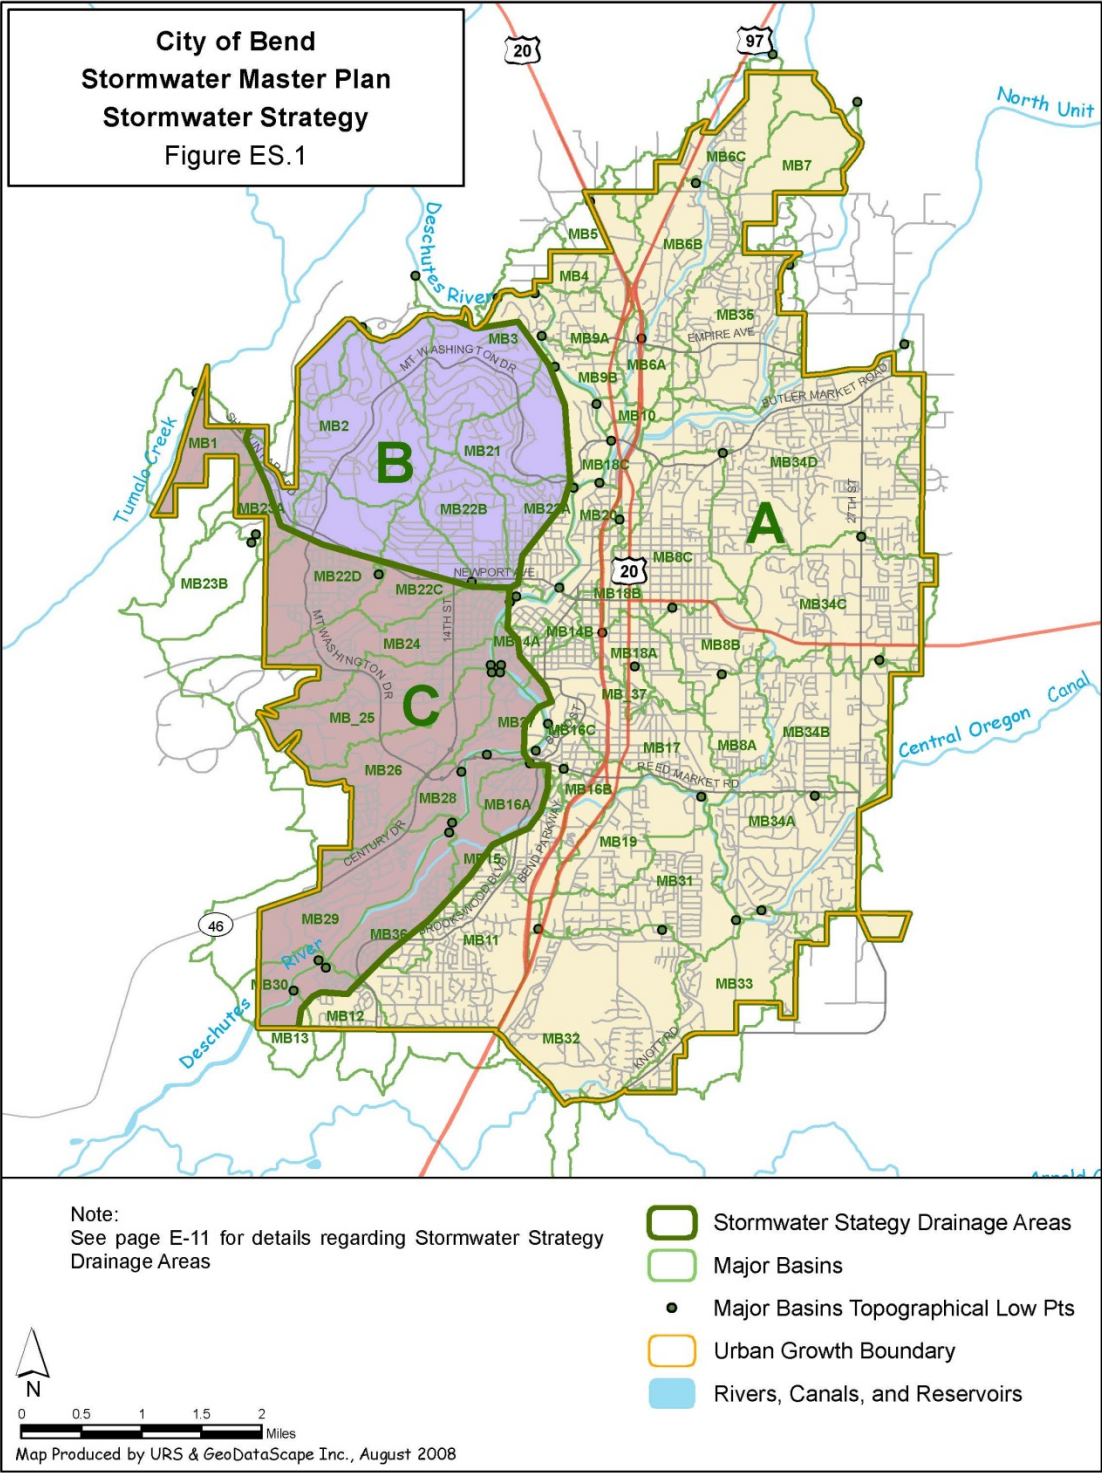 City of Bend
Stormwater Master Plan
Stormwater Strategy
Figure ES.1
20
97
North Unit
MB6C
MB7
Deschutes River
MB5
MB6B
MB4
MB35
EMPIRE AVE
MB3
MB9A
MT WASHINGTON DR
MB6A
MB9B
BUTLER MARKET ROAD
MB10
MB2
MB1
Tumalo Creek
B
MB21
MB18C
MB34D
27TH ST
MB23A
MB22B
MB22A
MB20
A
MB8C
MB23B
MB22D
NEWPORT AVE
20
MB22C
MB18B
MB34C
14TH ST
MT WASHINGTON DR
MB24
MB14A
MB14B
MB18A
MB8B
MB_37
C
MB_25
MB16C
MB17
MB8A
MB34B
Central Oregon Canal
MB26
REED MARKET RD
MB28
MB16A
MB16B
MB34A
CENTURY DR
MB15
BEND PARKWAY
MB19
BROOKSWOOD BLVD
MB31
46
MB29
MB36
MB11
River
MB30
MB33
Deschutes
MB12
MB13
MB32
KNOTT RD
Note:
See page E-11 for details regarding Stormwater Strategy
Drainage Areas
Stormwater Stategy Drainage Areas
Major Basins
Major Basins Topographical Low Pts
Urban Growth Boundary
Rivers, Canals, and Reservoirs
N
0 0.5 1 1.5 2
Miles
Map Produced by URS & GeoDataScape Inc., August 2008